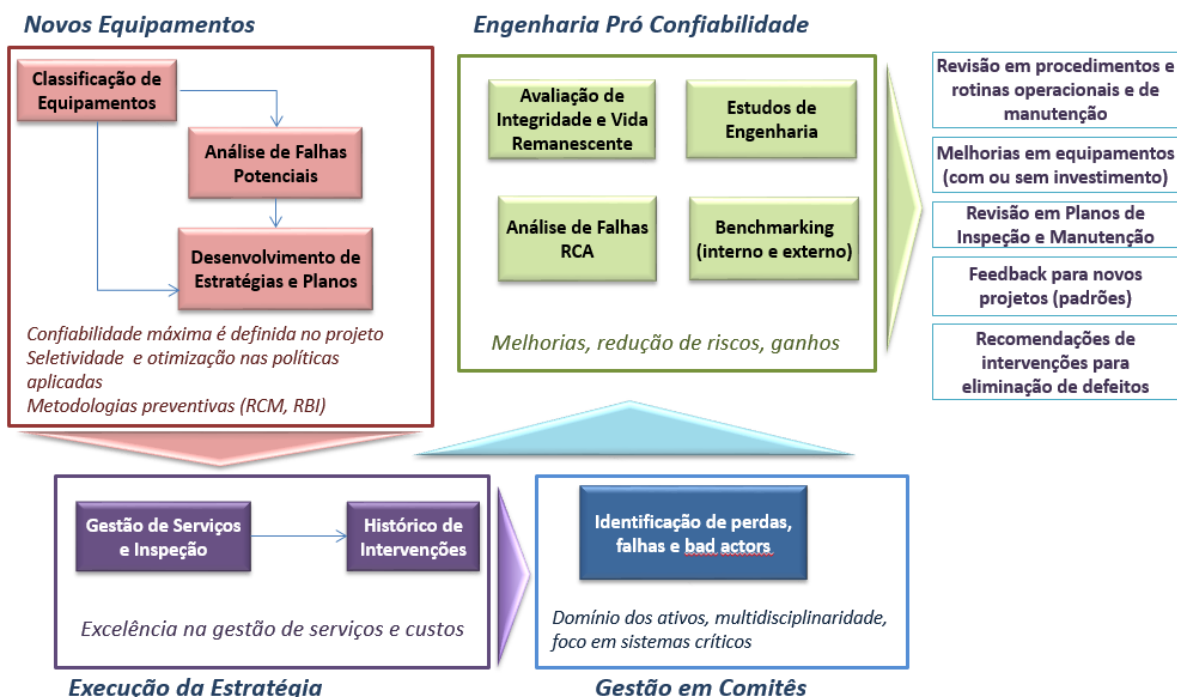 Novos Equipamentos
Classificação de
Equipamentos
Análise de Falhas
Potenciais
Desenvolvimento de
Estratégias e Planos
Confiabilidade máxima é definida no projeto
Seletividade e otimização nas políticas
aplicadas
Metodologias preventivas (RCM, RBI)
Engenharia Pró Confiabilidade
Avaliação de
Integridade e Vida
Remanescente
Estudos de
Engenharia
Análise de Falhas
RCA
Benchmarking
(interno e externo)
Melhorias, redução de riscos, ganhos
Revisão em procedimentos e
rotinas operacionais e de
manutenção
Melhorias em equipamentos
(com ou sem investimento)
Revisão em Planos de
Inspeção e Manutenção
Feedback para novos
projetos (padrões)
Recomendações de
intervenções para
eliminação de defeitos
Gestão de Serviços
e Inspeção
Histórico de
Intervenções
Excelência na gestão de serviços e custos
Execução da Estratégia
Identificação de perdas,
falhas e bad actors
Domínio dos ativos, multidisciplinaridade,
foco em sistemas críticos
Gestão em Comitês